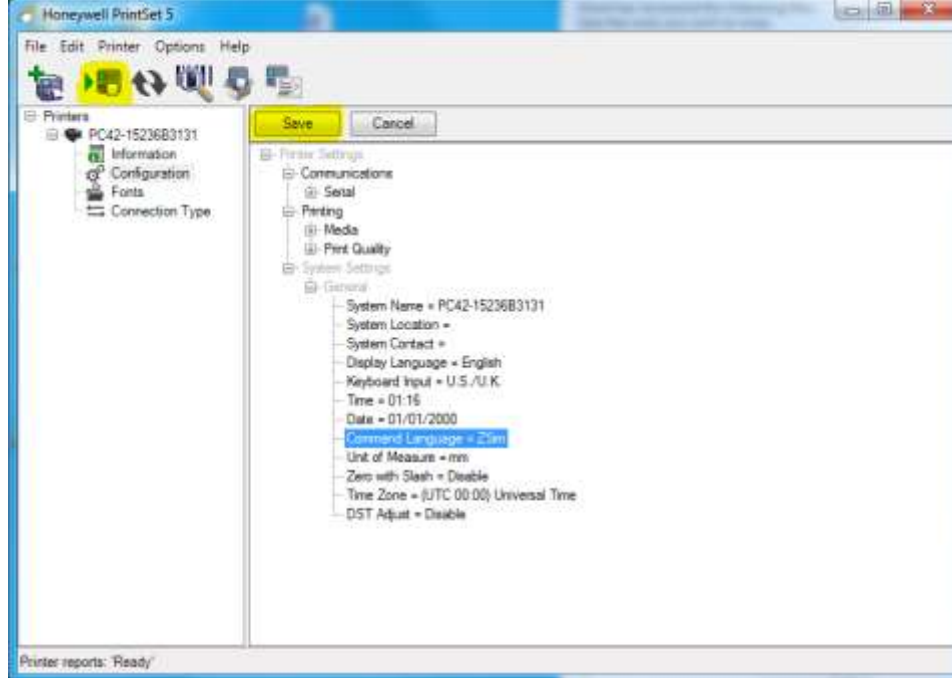 Honeywell PrintSet 5
File Edit Printer Options Help
Printers
PC42-15236B3131
Information
Configuration
Fonts
Connection Type
Save Cancel
Printer Settings
Communications
Serial
Printing
Media
Print Quality
System Settings
General
System Name = PC42-15236B3131
System Location =
System Contact =
Display Language = English
Keyboard Input = U.S./U.K.
Time = 01:16
Date = 01/01/2000
Command Language = ZSim
Unit of Measure = mm
Zero with Slash = Disable
Time Zone = (UTC 00:00) Universal Time
DST Adjust = Disable
Printer reports: 'Ready'